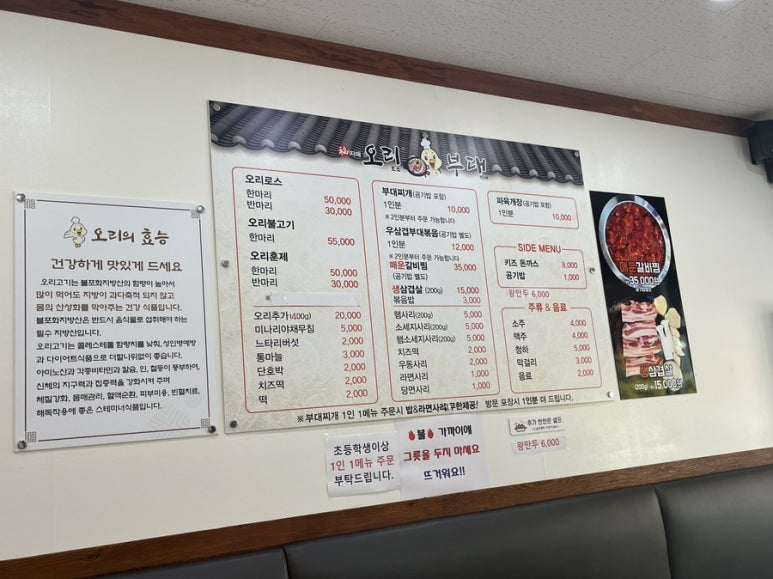 오리의 효능
건강하게 맛있게 드세요
오리고기는 불포화지방산의 함량이 높아서
많이 먹어도 지방이 과다축적 되지 않고
몸의 산성화를 막아주는 건강 식품입니다.
불포화지방산은 반드시 음식물로 섭취해야 하는
필수 지방산입니다.
오리고기는 콜레스테롤 함량치를 낮춰, 성인병예방
과 다이어트식품으로 더할나위없이 좋습니다.
아미노산과 각종비타민과 칼슘, 인, 철등이 풍부하여,
신체의 지구력과 집중력을 강화시켜 주며
체질강화, 몸매관리, 혈액순환, 피부미용, 빈혈치료,
해독작용에 좋은 스테미너식품입니다.
오리 부대
오리로스
한마리 50,000
반마리 30,000
오리불고기
한마리 55,000
오리훈제
한마리 50,000
반마리 30,000
오리추가 (400g) 20,000
미나리야채무침 5,000
느타리버섯 2,000
통마늘 3,000
단호박 2,000
치즈떡 2,000
떡 2,000
부대찌개 (공기밥 포함)
1인분 10,000
※ 2인분부터 주문 가능합니다
우삼겹부대볶음 (공기밥 별도)
1인분 12,000
※ 2인분부터 주문 가능합니다
매운갈비찜 35,000
(공기밥 별도)
생삼겹살 (200g) 15,000
볶음밥 3,000
햄사리(200g) 5,000
소세지사리(200g) 5,000
햄소세지사리(200g) 5,000
치즈떡 2,000
우동사리 2,000
라면사리 1,000
당면사리 1,000
파육개장 (공기밥 포함)
1인분 10,000
SIDE MENU
키즈 돈까스 8,000
공기밥 1,000
왕만두 6,000
주류 & 음료
소주 4,000
맥주 4,000
청하 5,000
막걸리 3,000
음료 2,000
※ 부대찌개 1인 1메뉴 주문시 밥&라면사리 무한제공! 방문 포장시 1인분 더 드립니다.
매운갈비찜
35,000원
생삼겹살
(200g) 15,000원
초등학생이상
1인 1메뉴 주문
부탁드립니다.
불 가까이에
그릇을 두지 마세요
뜨거워요!!
추가 반찬은 셀프
왕만두 6,000